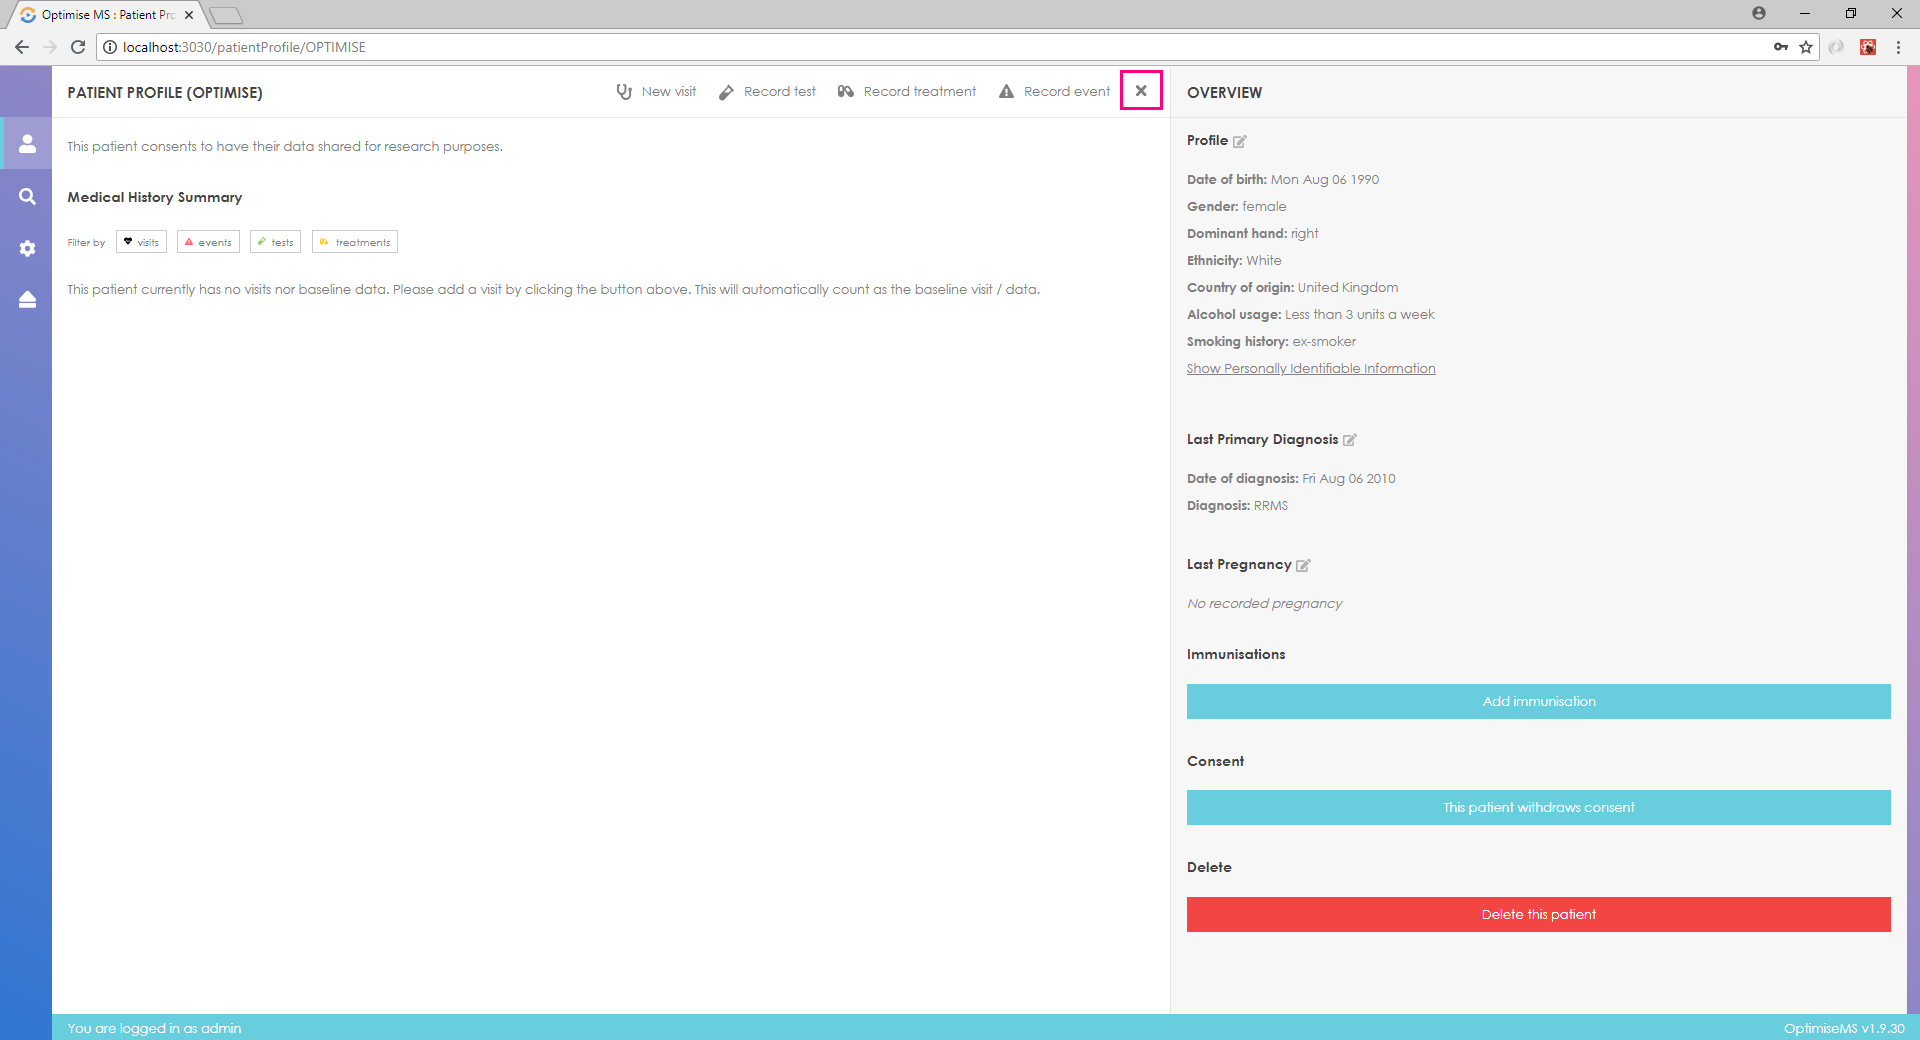 Optimise MS : Patient Pro
localhost:3030/patientProfile/OPTIMISE
PATIENT PROFILE (OPTIMISE)
New visit
Record test
Record treatment
Record event
This patient consents to have their data shared for research purposes.
Medical History Summary
Filter by
visits
events
tests
treatments
This patient currently has no visits nor baseline data. Please add a visit by clicking the button above. This will automatically count as the baseline visit / data.
OVERVIEW
Profile
Date of birth: Mon Aug 06 1990
Gender: female
Dominant hand: right
Ethnicity: White
Country of origin: United Kingdom
Alcohol usage: Less than 3 units a week
Smoking history: ex-smoker
Show Personally Identifiable Information
Last Primary Diagnosis
Date of diagnosis: Fri Aug 06 2010
Diagnosis: RRMS
Last Pregnancy
No recorded pregnancy
Immunisations
Add immunisation
Consent
This patient withdraws consent
Delete
Delete this patient
You are logged in as admin
OptimiseMS v1.9.30